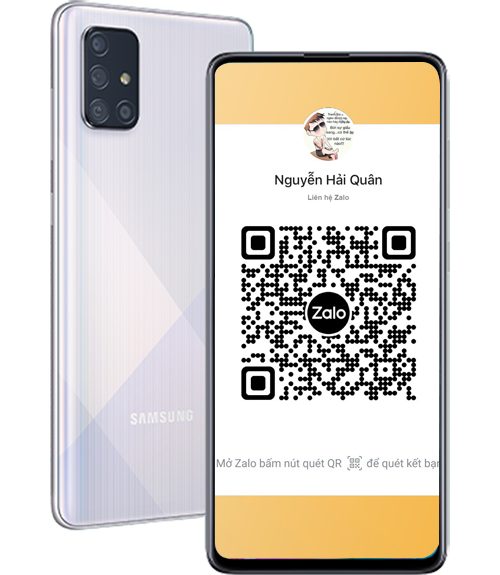 SAMSUNG
Nguyễn Hải Quân
Liên hệ Zalo
Zalo
Mở Zalo bấm nút quét QR để quét kết bạn